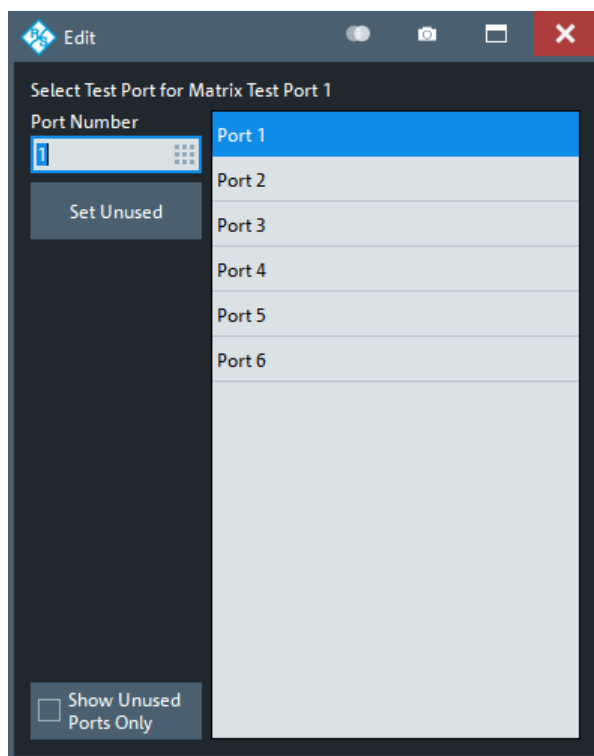 R&S Edit
Select Test Port for Matrix Test Port 1
Port Number
1
Set Unused
Port 1
Port 2
Port 3
Port 4
Port 5
Port 6
Show Unused
Ports Only